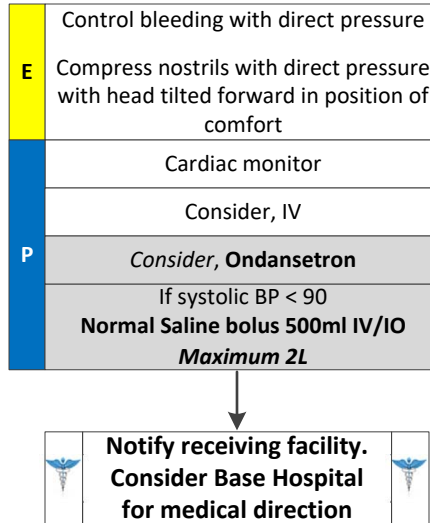 Control bleeding with direct pressure
E
Compress nostrils with direct pressure
with head tilted forward in position of
comfort
Cardiac monitor
Consider, IV
P
Consider, Ondansetron
If systolic BP < 90
Normal Saline bolus 500ml IV/IO
Maximum 2L
Notify receiving facility.
Consider Base Hospital
for medical direction